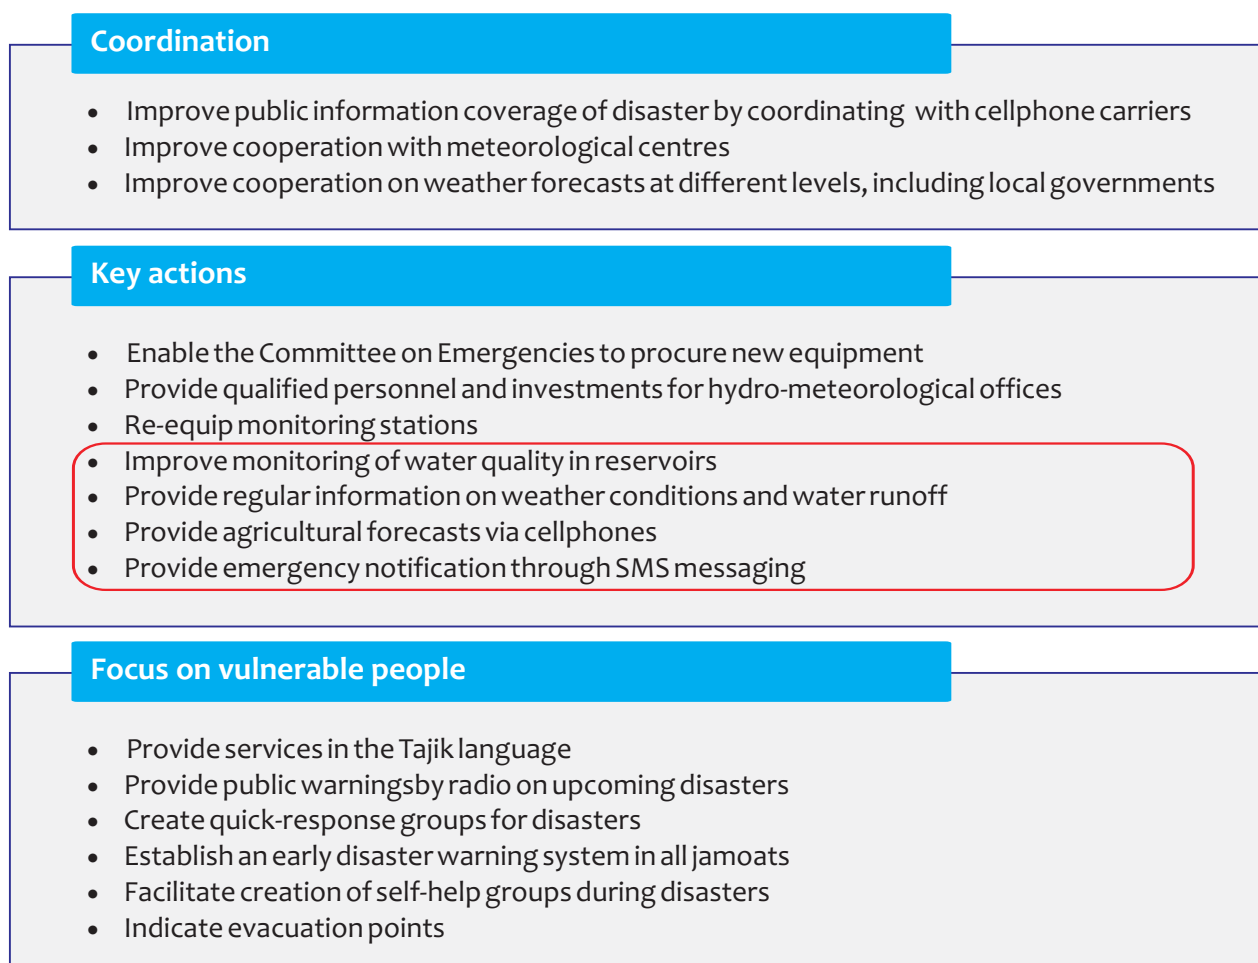 Coordination
• Improve public information coverage of disaster by coordinating with cellphone carriers
• Improve cooperation with meteorological centres
• Improve cooperation on weather forecasts at different levels, including local governments
Key actions
• Enable the Committee on Emergencies to procure new equipment
• Provide qualified personnel and investments for hydro-meteorological offices
• Re-equip monitoring stations
• Improve monitoring of water quality in reservoirs
• Provide regular information on weather conditions and water runoff
• Provide agricultural forecasts via cellphones
• Provide emergency notification through SMS messaging
Focus on vulnerable people
• Provide services in the Tajik language
• Provide public warningsby radio on upcoming disasters
• Create quick-response groups for disasters
• Establish an early disaster warning system in all jamoats
• Facilitate creation of self-help groups during disasters
• Indicate evacuation points